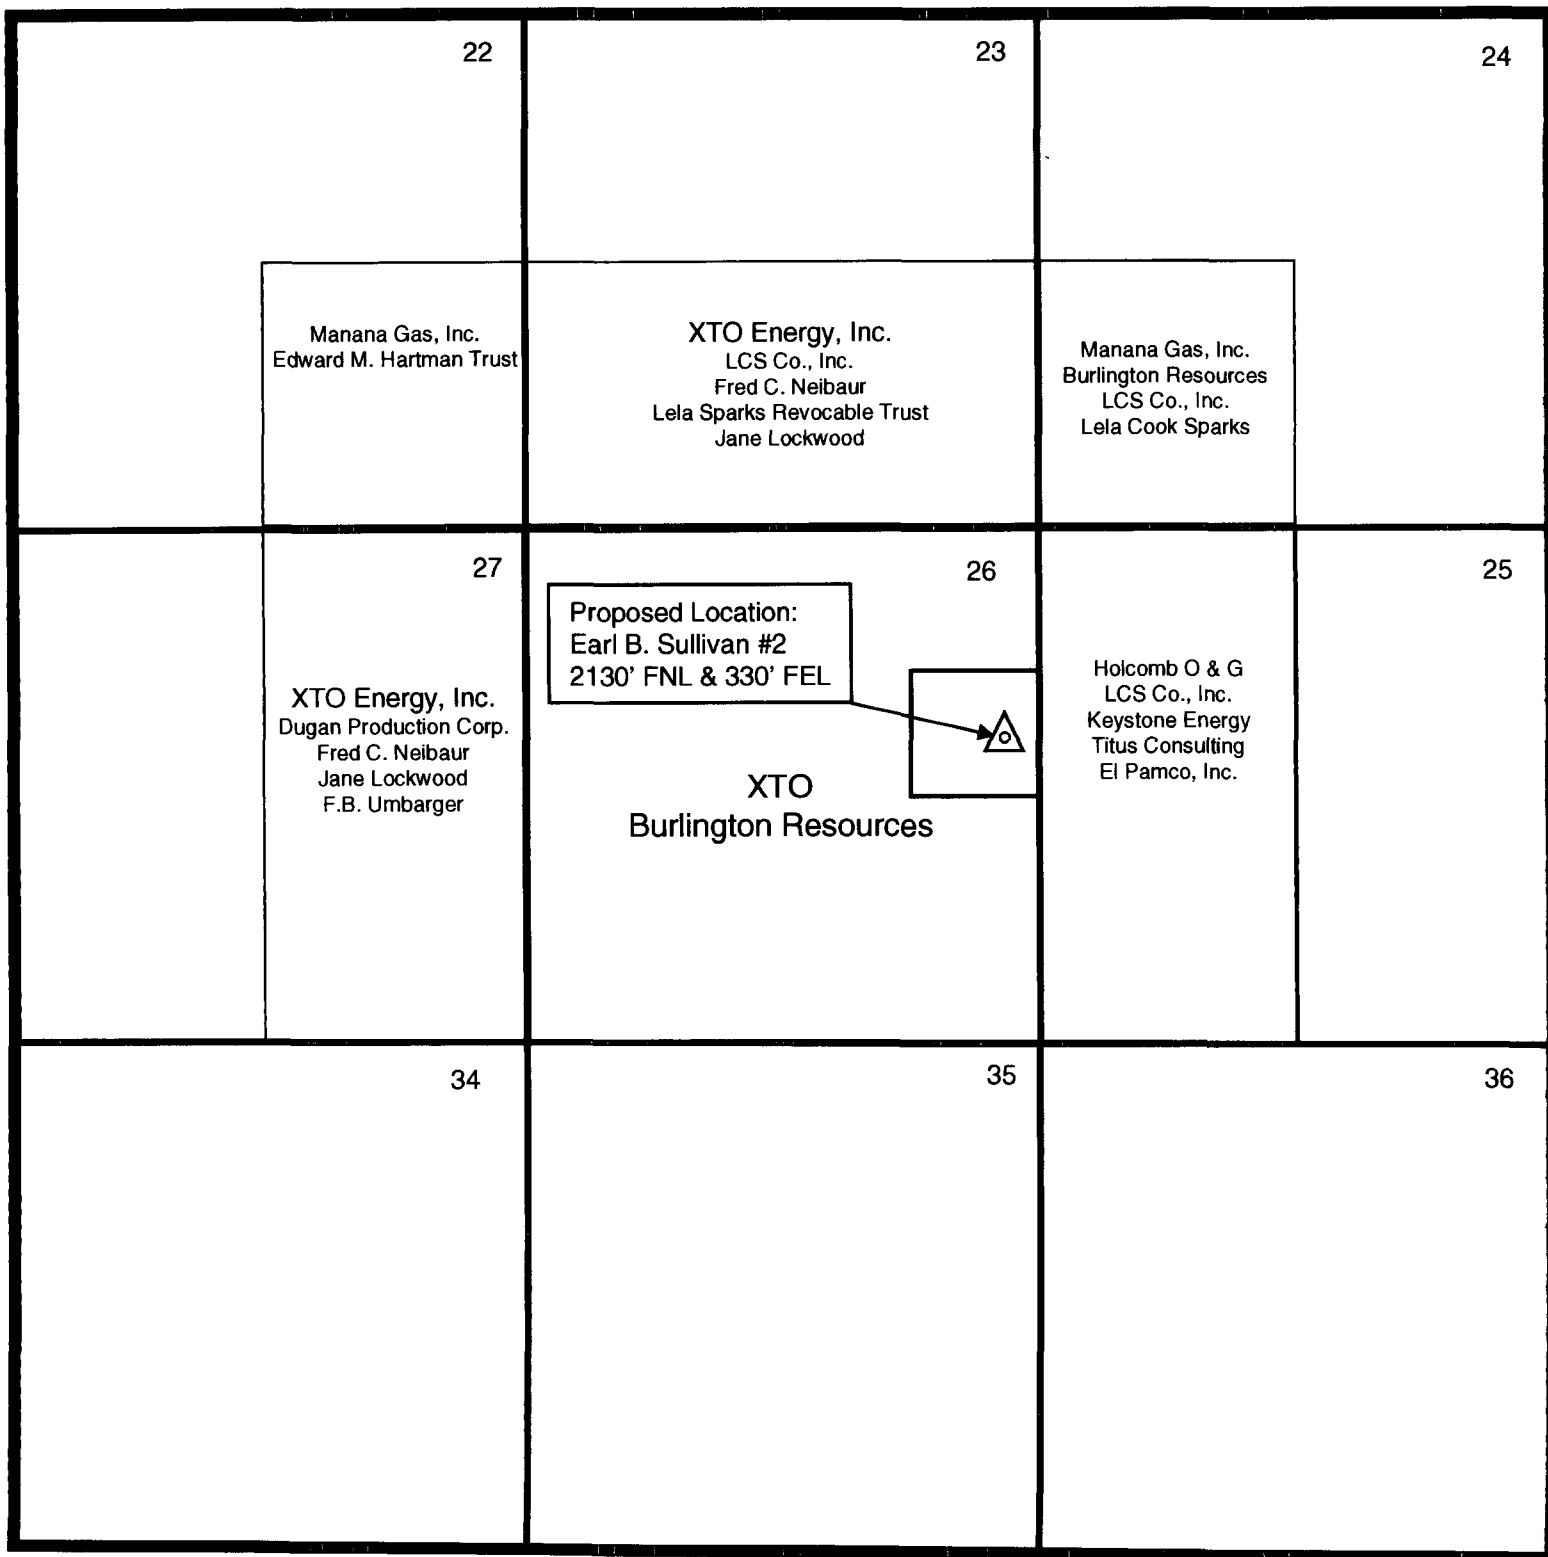 22
23
24
Manana Gas, Inc.
Edward M. Hartman Trust
XTO Energy, Inc.
LCS Co., Inc.
Fred C. Neibaur
Lela Sparks Revocable Trust
Jane Lockwood
Manana Gas, Inc.
Burlington Resources
LCS Co., Inc.
Lela Cook Sparks
27
26
25
Proposed Location:
Earl B. Sullivan #2
2130' FNL & 330' FEL
XTO Energy, Inc.
Dugan Production Corp.
Fred C. Neibaur
Jane Lockwood
F.B. Umbarger
XTO
Burlington Resources
Holcomb O & G
LCS Co., Inc.
Keystone Energy
Titus Consulting
El Pamco, Inc.
34
35
36